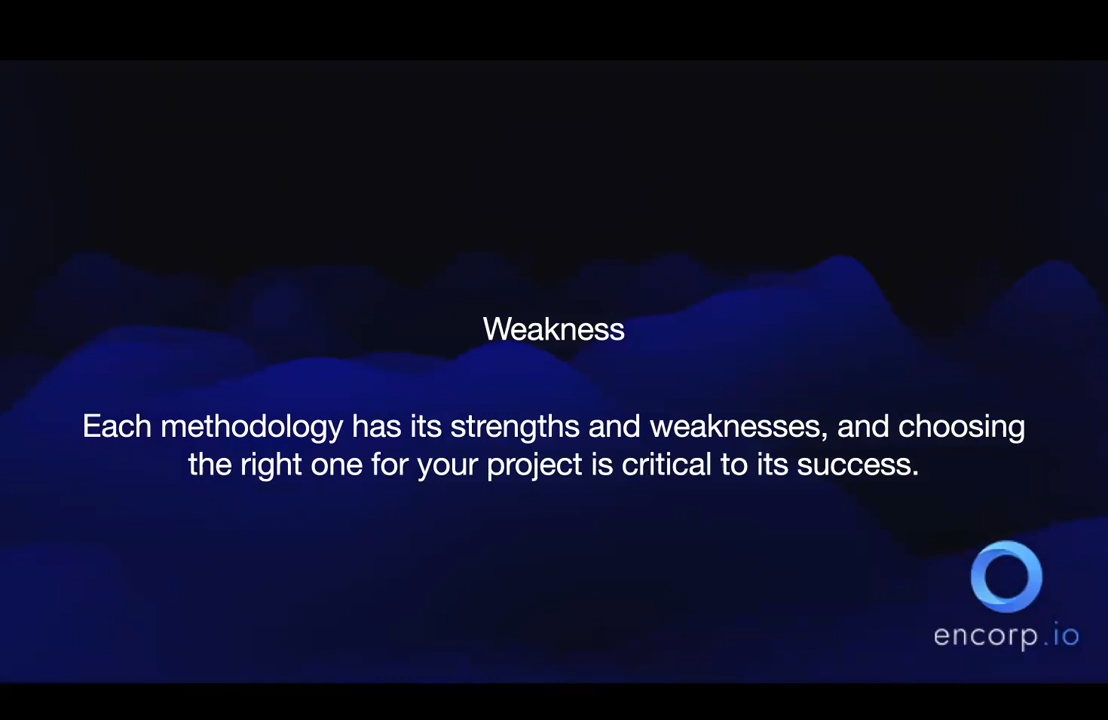 Weakness
Each methodology has its strengths and weaknesses, and choosing
the right one for your project is critical to its success.
encorp.io